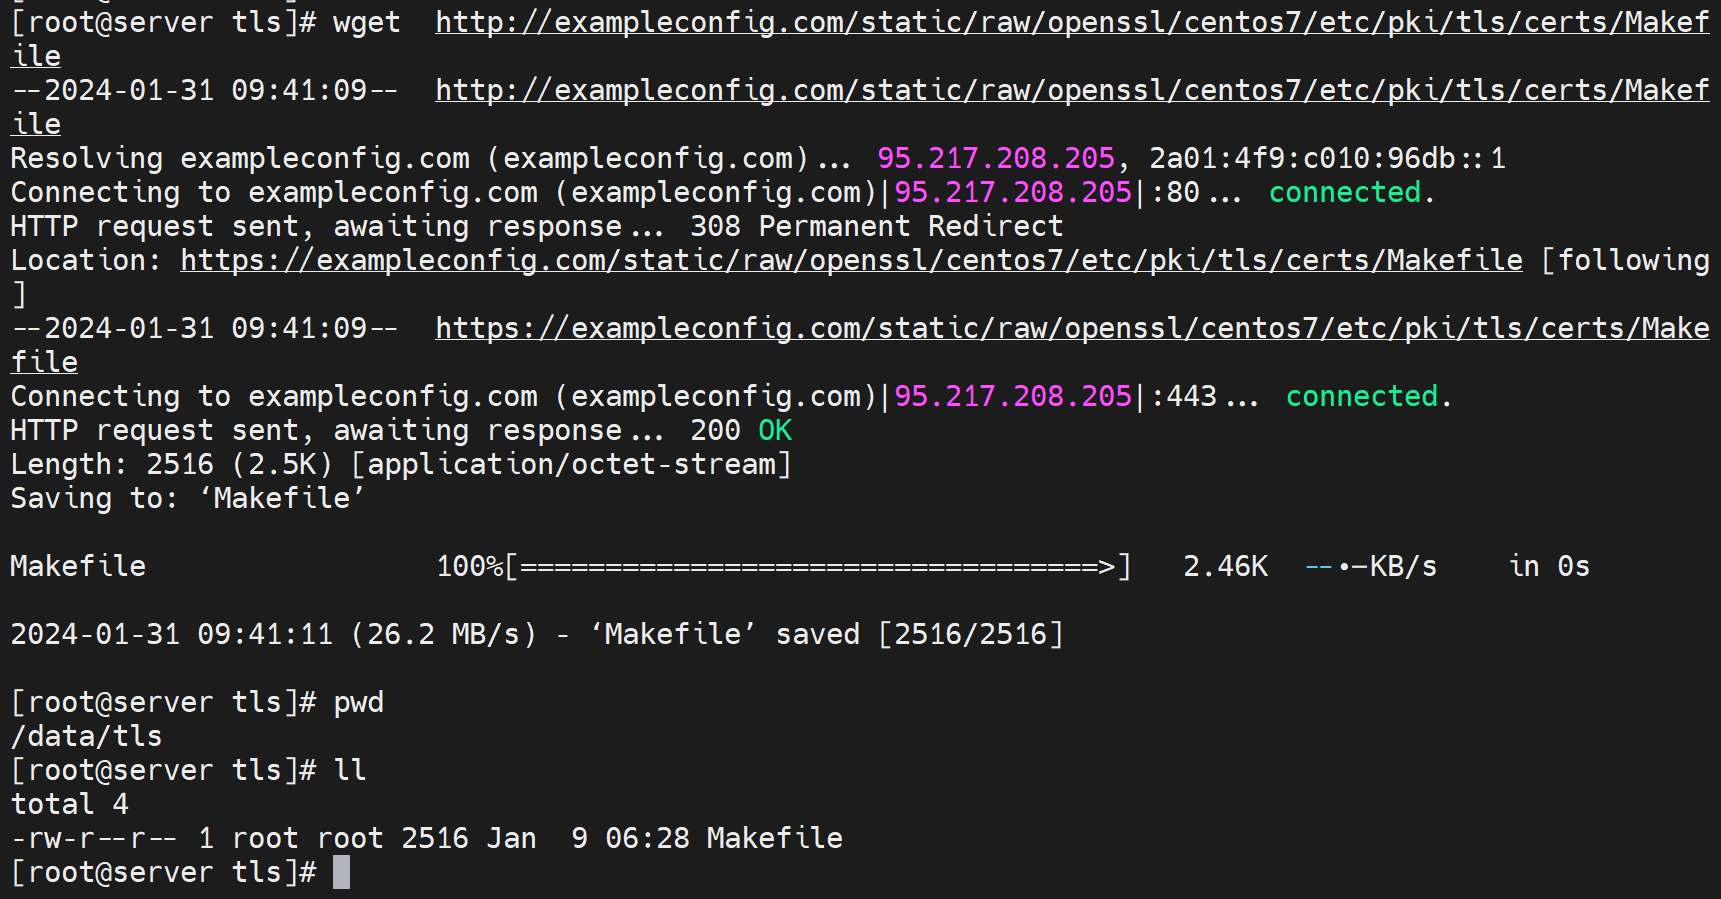 [root@server tls]# wget  http://exampleconfig.com/static/raw/openssl/centos7/etc/pki/tls/certs/Makef
ile
--2024-01-31 09:41:09--  http://exampleconfig.com/static/raw/openssl/centos7/etc/pki/tls/certs/Makef
ile
Resolving exampleconfig.com (exampleconfig.com)... 95.217.208.205, 2a01:4f9:c010:96db::1
Connecting to exampleconfig.com (exampleconfig.com)|95.217.208.205|:80... connected.
HTTP request sent, awaiting response... 308 Permanent Redirect
Location: https://exampleconfig.com/static/raw/openssl/centos7/etc/pki/tls/certs/Makefile [following
]
--2024-01-31 09:41:09--  https://exampleconfig.com/static/raw/openssl/centos7/etc/pki/tls/certs/Make
file
Connecting to exampleconfig.com (exampleconfig.com)|95.217.208.205|:443... connected.
HTTP request sent, awaiting response... 200 OK
Length: 2516 (2.5K) [application/octet-stream]
Saving to: ‘Makefile’
Makefile                 100%[==================================>]   2.46K  --•-KB/s    in 0s
2024-01-31 09:41:11 (26.2 MB/s) - ‘Makefile’ saved [2516/2516]
[root@server tls]# pwd
/data/tls
[root@server tls]# ll
total 4
-rw-r--r-- 1 root root 2516 Jan  9 06:28 Makefile
[root@server tls]#